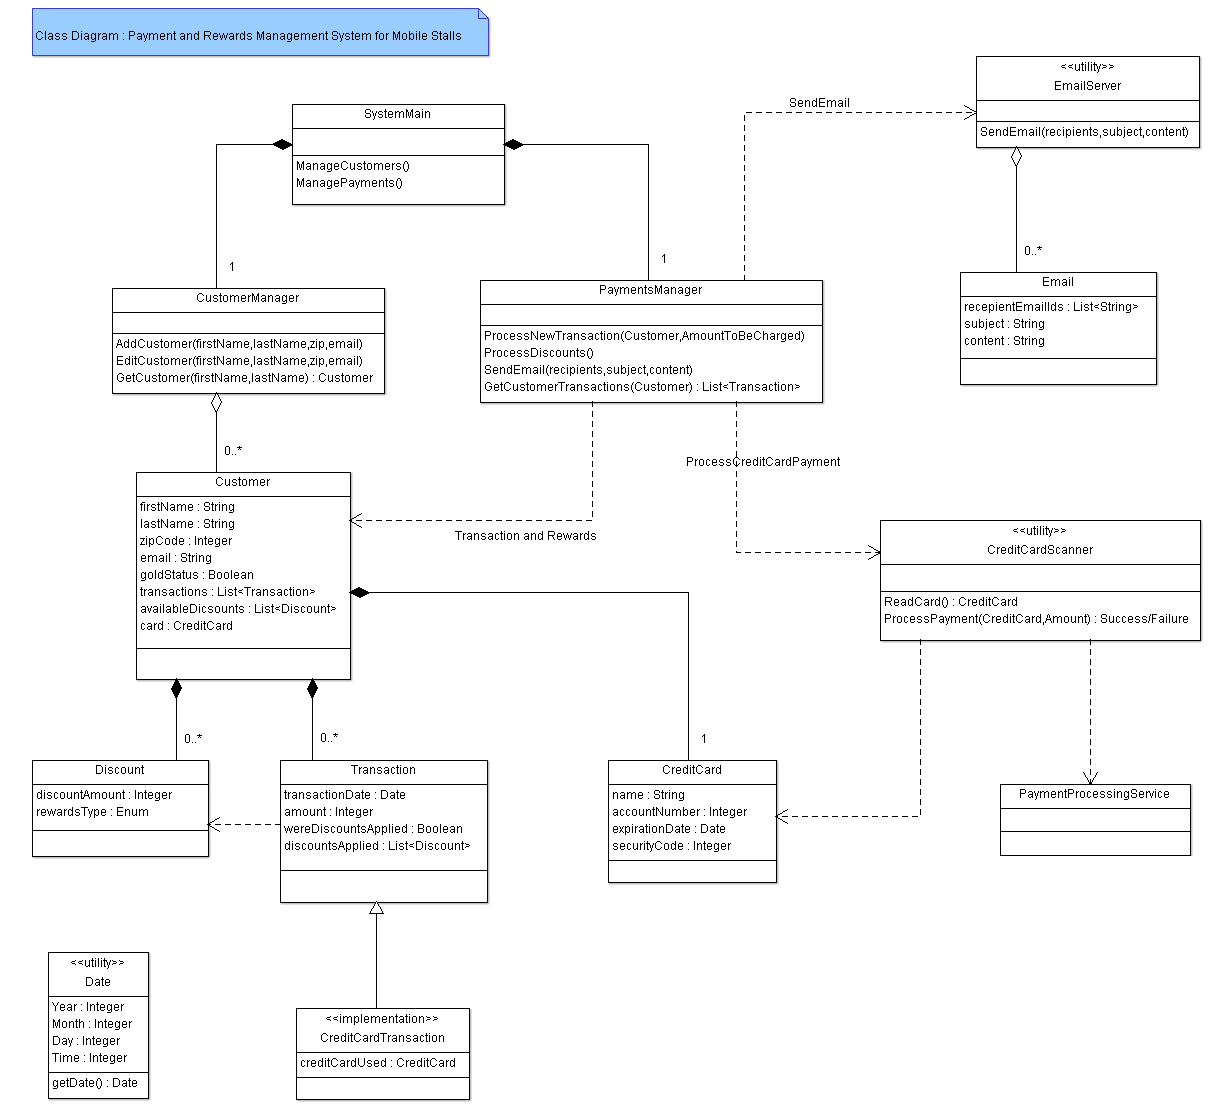 Class Diagram : Payment and Rewards Management System for Mobile Stalls
<<utility>>
EmailServer
SendEmail(recipients,subject,content)
SendEmail
SystemMain
ManageCustomers()
ManagePayments()
0..*
1
1
Email
recepientEmailIds : List<String>
subject : String
content : String
CustomerManager
AddCustomer(firstName,lastName,zip,email)
EditCustomer(firstName,lastName,zip,email)
GetCustomer(firstName,lastName) : Customer
PaymentsManager
ProcessNewTransaction(Customer,AmountToBeCharged)
ProcessDiscounts()
SendEmail(recipients,subject,content)
GetCustomerTransactions(Customer) : List<Transaction>
0..*
ProcessCreditCardPayment
Customer
firstName : String
lastName : String
zipCode : Integer
email : String
goldStatus : Boolean
transactions : List<Transaction>
availableDicsounts : List<Discount>
card : CreditCard
Transaction and Rewards
<<utility>>
CreditCardScanner
ReadCard() : CreditCard
ProcessPayment(CreditCard,Amount) : Success/Failure
0..*
0..*
1
Discount
discountAmount : Integer
rewardsType : Enum
Transaction
transactionDate : Date
amount : Integer
wereDiscountsApplied : Boolean
discountsApplied : List<Discount>
CreditCard
name : String
accountNumber : Integer
expirationDate : Date
securityCode : Integer
PaymentProcessingService
<<utility>>
Date
Year : Integer
Month : Integer
Day : Integer
Time : Integer
getDate() : Date
<<implementation>>
CreditCardTransaction
creditCardUsed : CreditCard